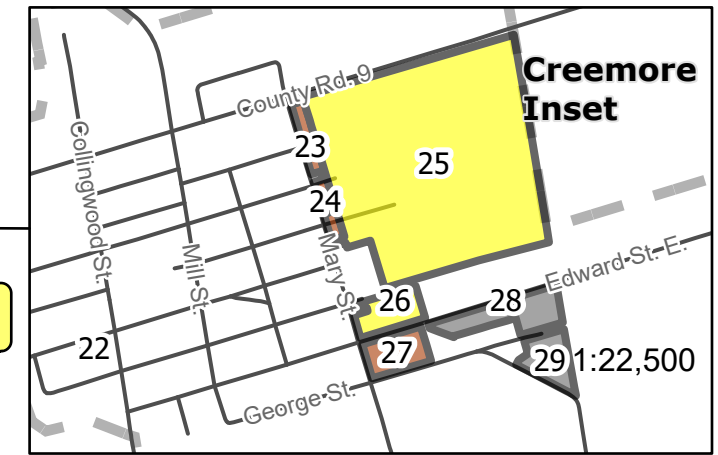 County Rd. 9
Creemore
Inset
23
25
24
Collingwood St.
Mill St.
Mary St.
Edward St. E.
26
28
22
27
29
1:22,500
George St.